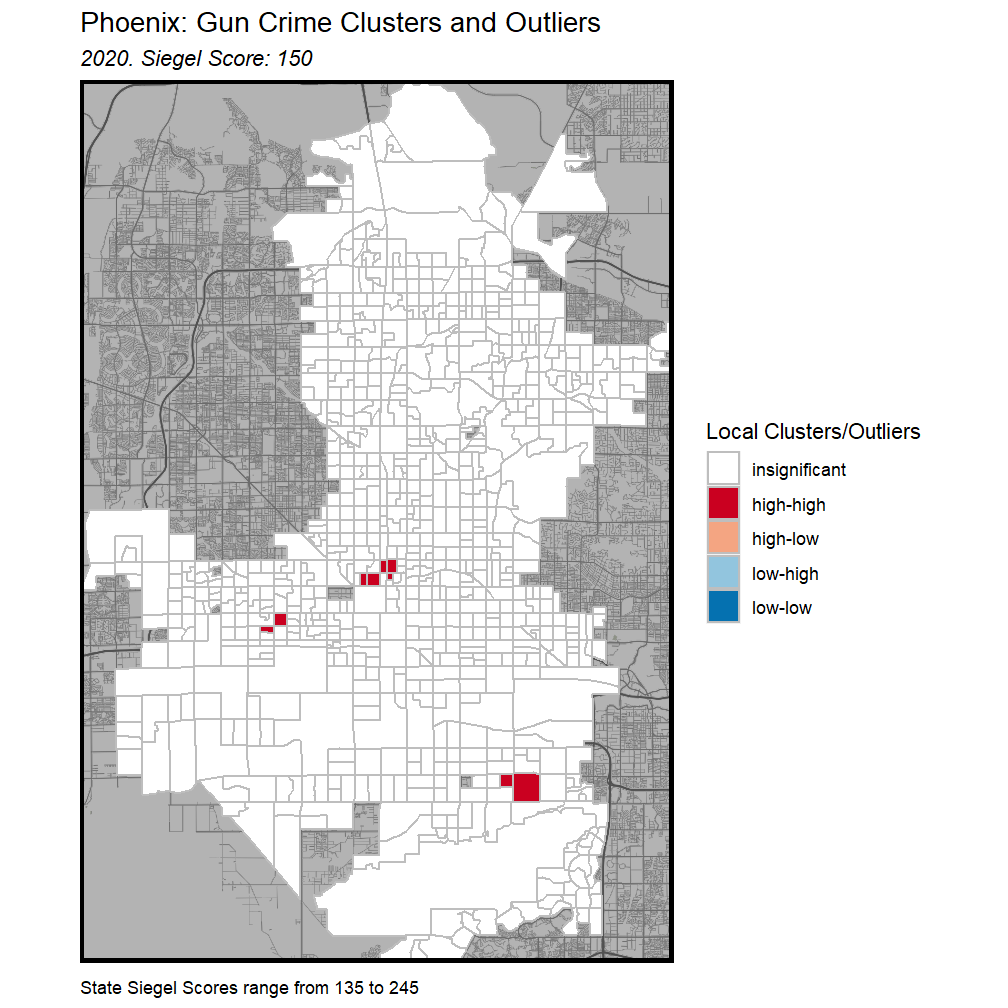 Phoenix: Gun Crime Clusters and Outliers
2020. Siegel Score: 150
Local Clusters/Outliers
insignificant
high-high
high-low
low-high
low-low
State Siegel Scores range from 135 to 245